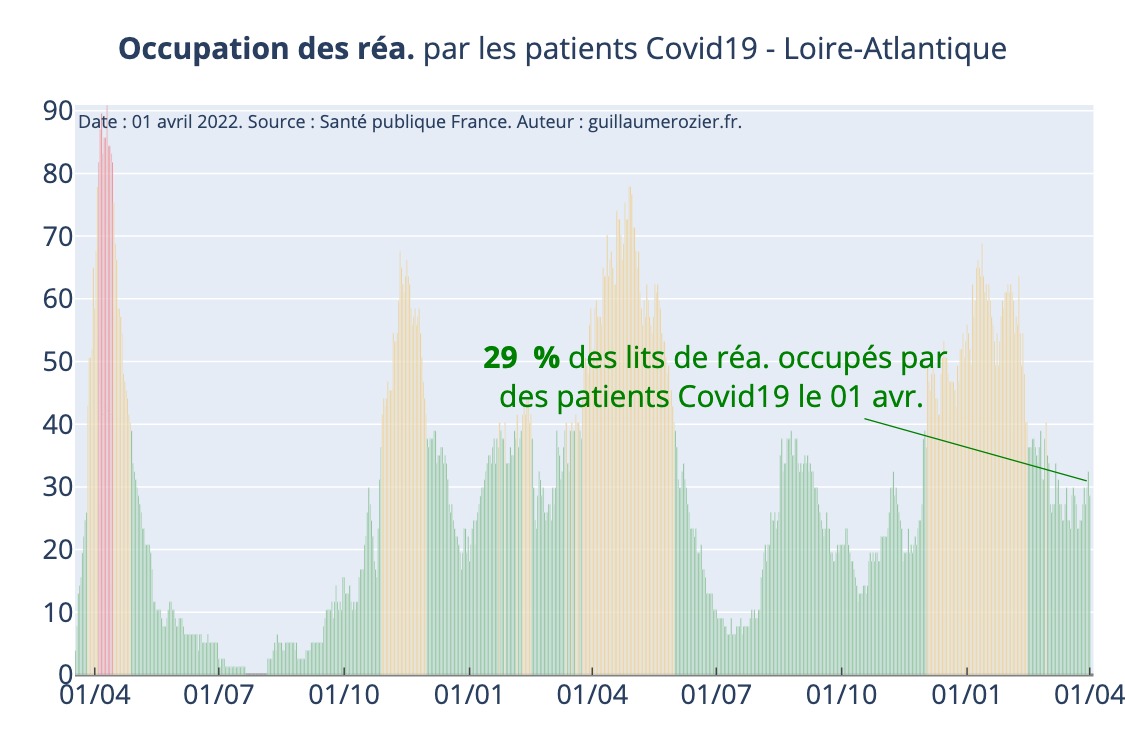 Occupation des réa. par les patients Covid19 - Loire-Atlantique
90
Date : 01 avril 2022. Source : Santé publique France. Auteur : guillaumerozier.fr.
80
70
60
50
29 % des lits de réa. occupés par
des patients Covid19 le 01 avr.
40
30
20
10
0
01/04 01/07 01/10 01/01 01/04 01/07 01/10 01/01 01/04